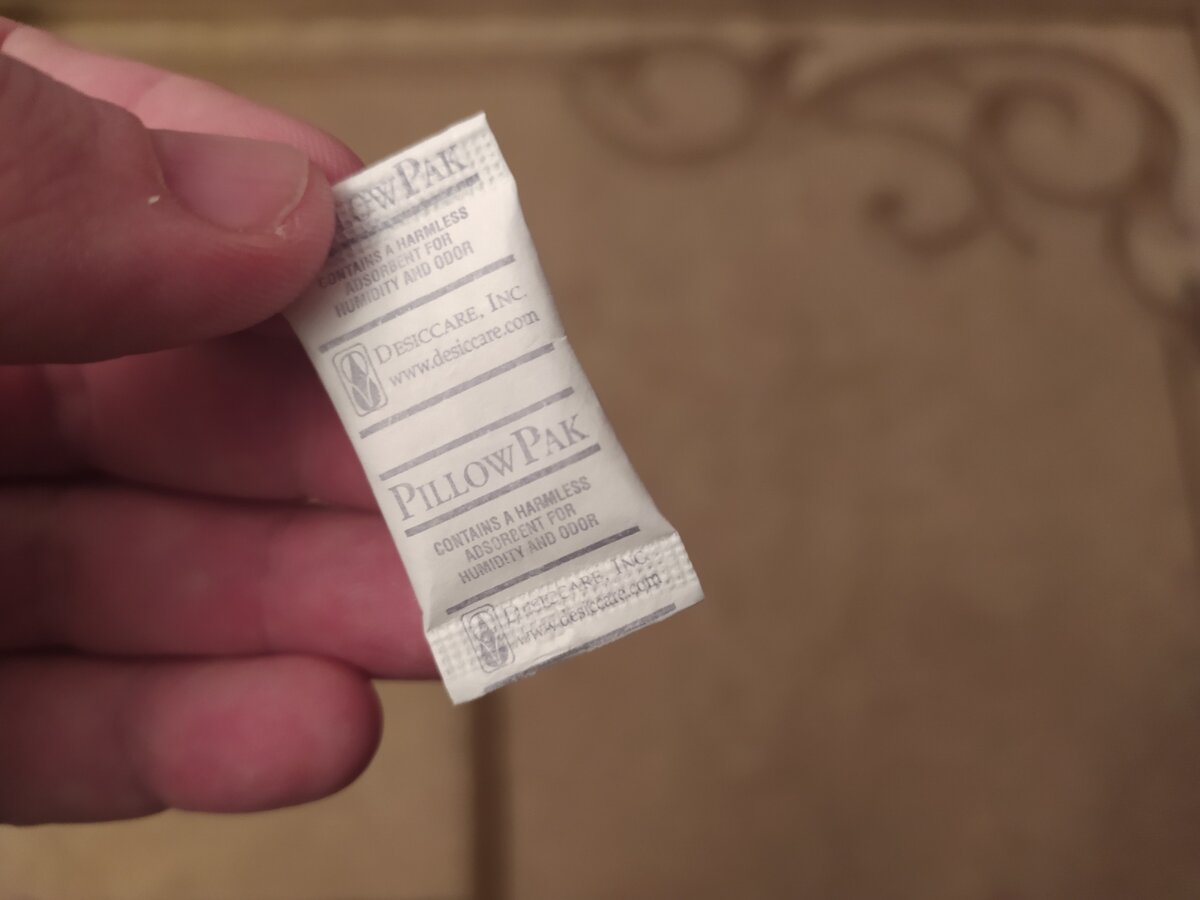 PAK
CONTAINS A HARMLESS
ADSORBENT FOR
HUMIDITY AND ODOR
DESICCARE, INC.
www.desiccare.com
PILLOWPAK
CONTAINS A HARMLESS
ADSORBENT FOR
HUMIDITY AND ODOR
DESICCARE, INC.
www.desiccare.com